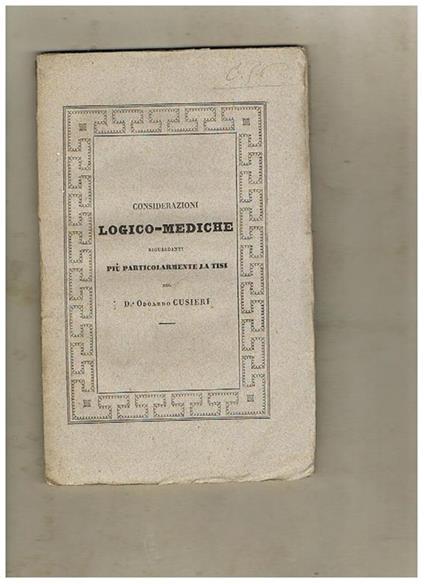 CONSIDERAZIONI
LOGICO-MEDICHE
RIGUARDANTI
PIÙ PARTICOLARMENTE LA TISI
DEL
D.r ODOARDO CUSIERI